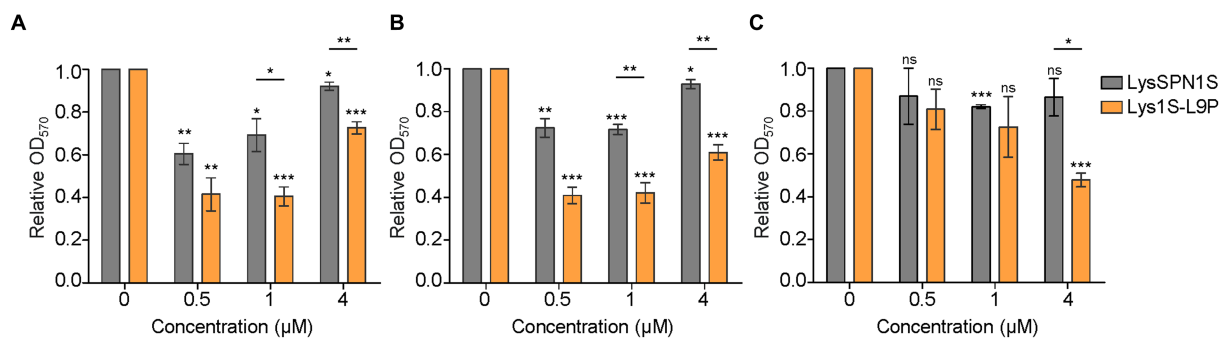 A
B
C
** ** *
* **
1.0 * 1.0 * 1.0 ns ns ns
LysSPN1S
0.8 * *** 0.8 ** *** *** 0.8 *** ns
Lys1S-L9P
0.6 ** 0.6 0.6
** *** *** *** ***
0.4 0.4 0.4
0.2 0.2 0.2
0.0 0.0 0.0
Relative OD570
Relative OD570
Relative OD570
0 0.5 1 4
0 0.5 1 4
0 0.5 1 4
Concentration (µM)
Concentration (µM)
Concentration (µM)